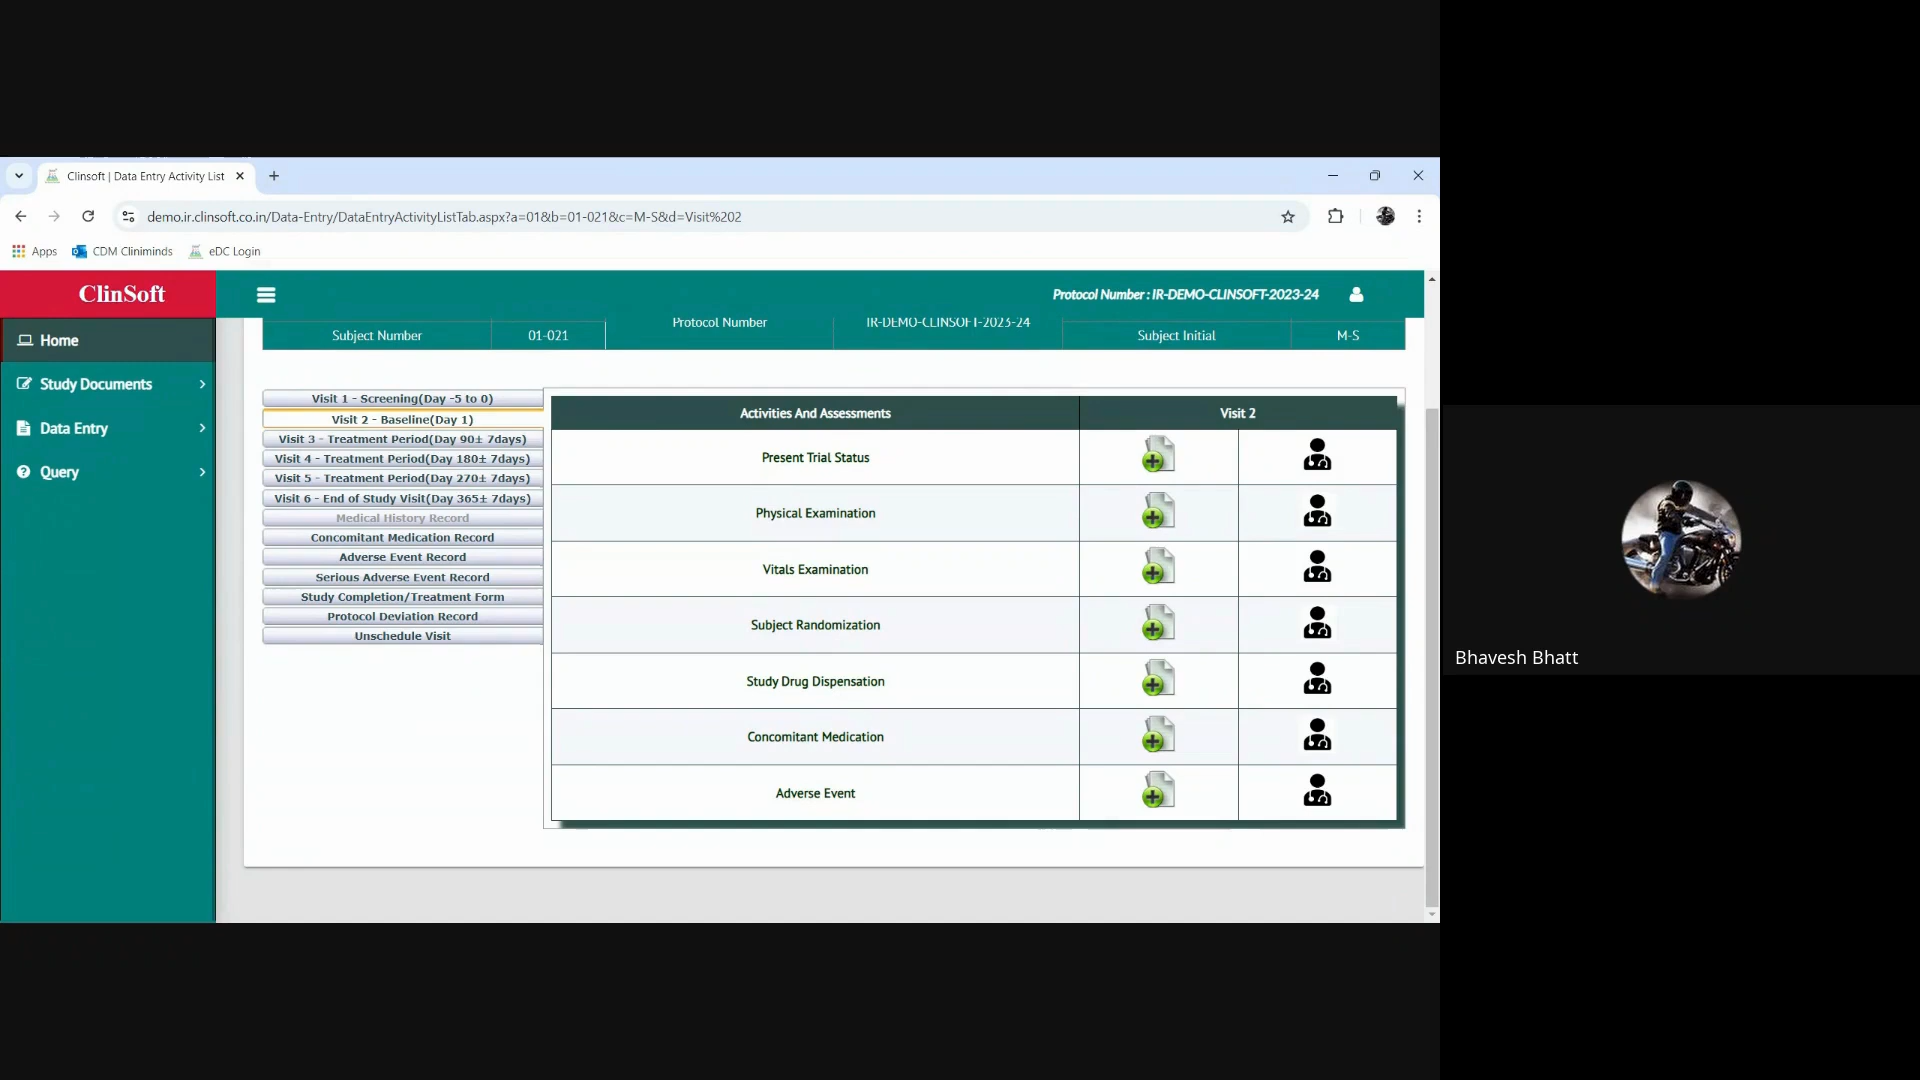 Clinsoft | Data Entry Activity List
demo.ir.clinsoft.co.in/Data-Entry/DataEntryActivityListTab.aspx?a=01&b=01-021&c=M-S&d=Visit%202
Apps CDM Cliniminds eDC Login
ClinSoft
Protocol Number : IR-DEMO-CLINSOFT-2023-24
Home
Study Documents
Data Entry
Query
Subject Number 01-021 Protocol Number IR-DEMO-CLINSOFT-2023-24 Subject Initial M-S
Visit 1 - Screening(Day -5 to 0)
Visit 2 - Baseline(Day 1)
Visit 3 - Treatment Period(Day 90± 7days)
Visit 4 - Treatment Period(Day 180± 7days)
Visit 5 - Treatment Period(Day 270± 7days)
Visit 6 - End of Study Visit(Day 365± 7days)
Medical History Record
Concomitant Medication Record
Adverse Event Record
Serious Adverse Event Record
Study Completion/Treatment Form
Protocol Deviation Record
Unschedule Visit
Activities And Assessments Visit 2
Present Trial Status
Physical Examination
Vitals Examination
Subject Randomization
Study Drug Dispensation
Concomitant Medication
Adverse Event
Bhavesh Bhatt